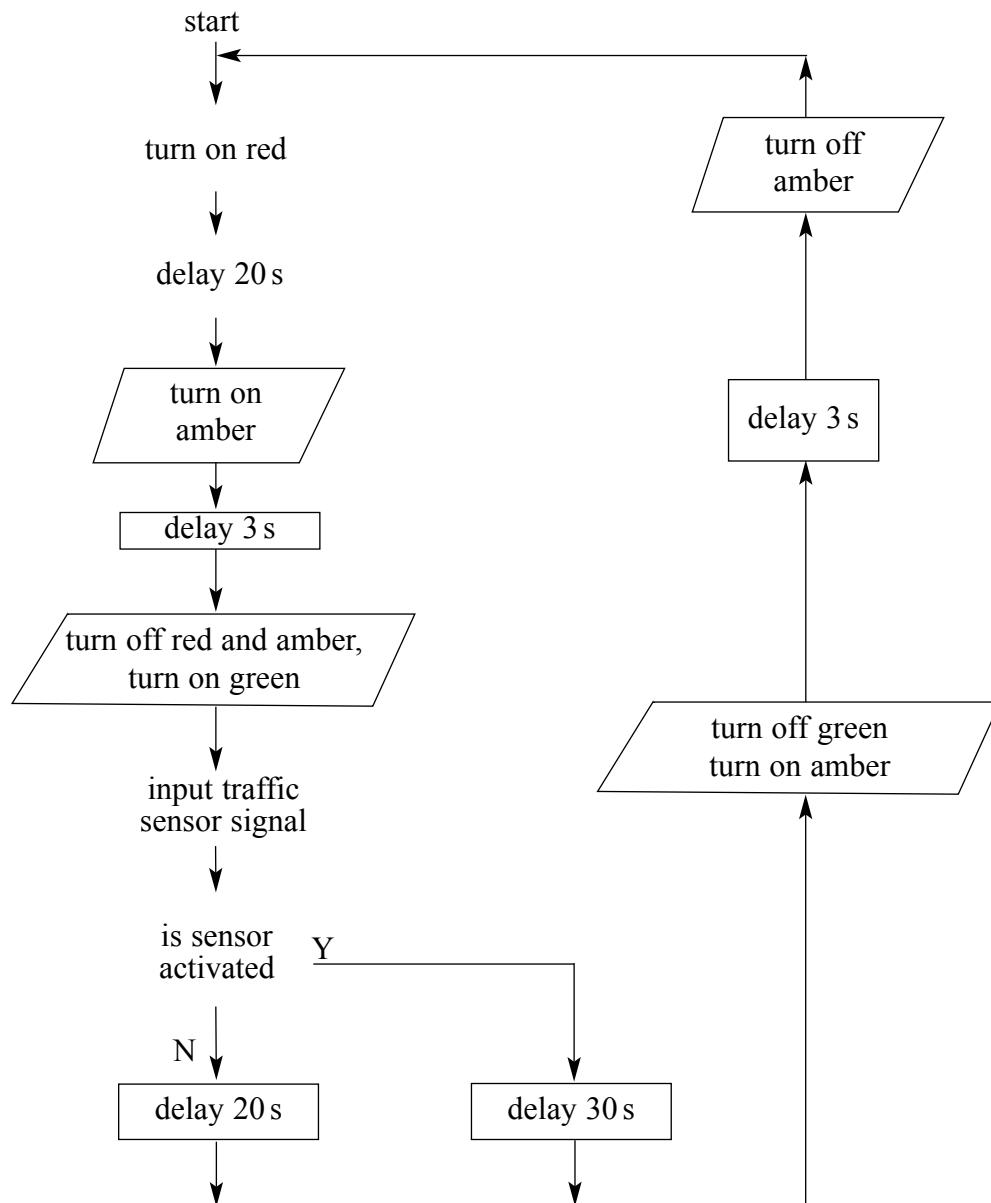 start
turn on red
delay 20 s
turn on
amber
delay 3 s
turn off red and amber,
turn on green
input traffic
sensor signal
is sensor
activated
Y
N
delay 20 s
delay 30 s
turn off green
turn on amber
delay 3 s
turn off
amber